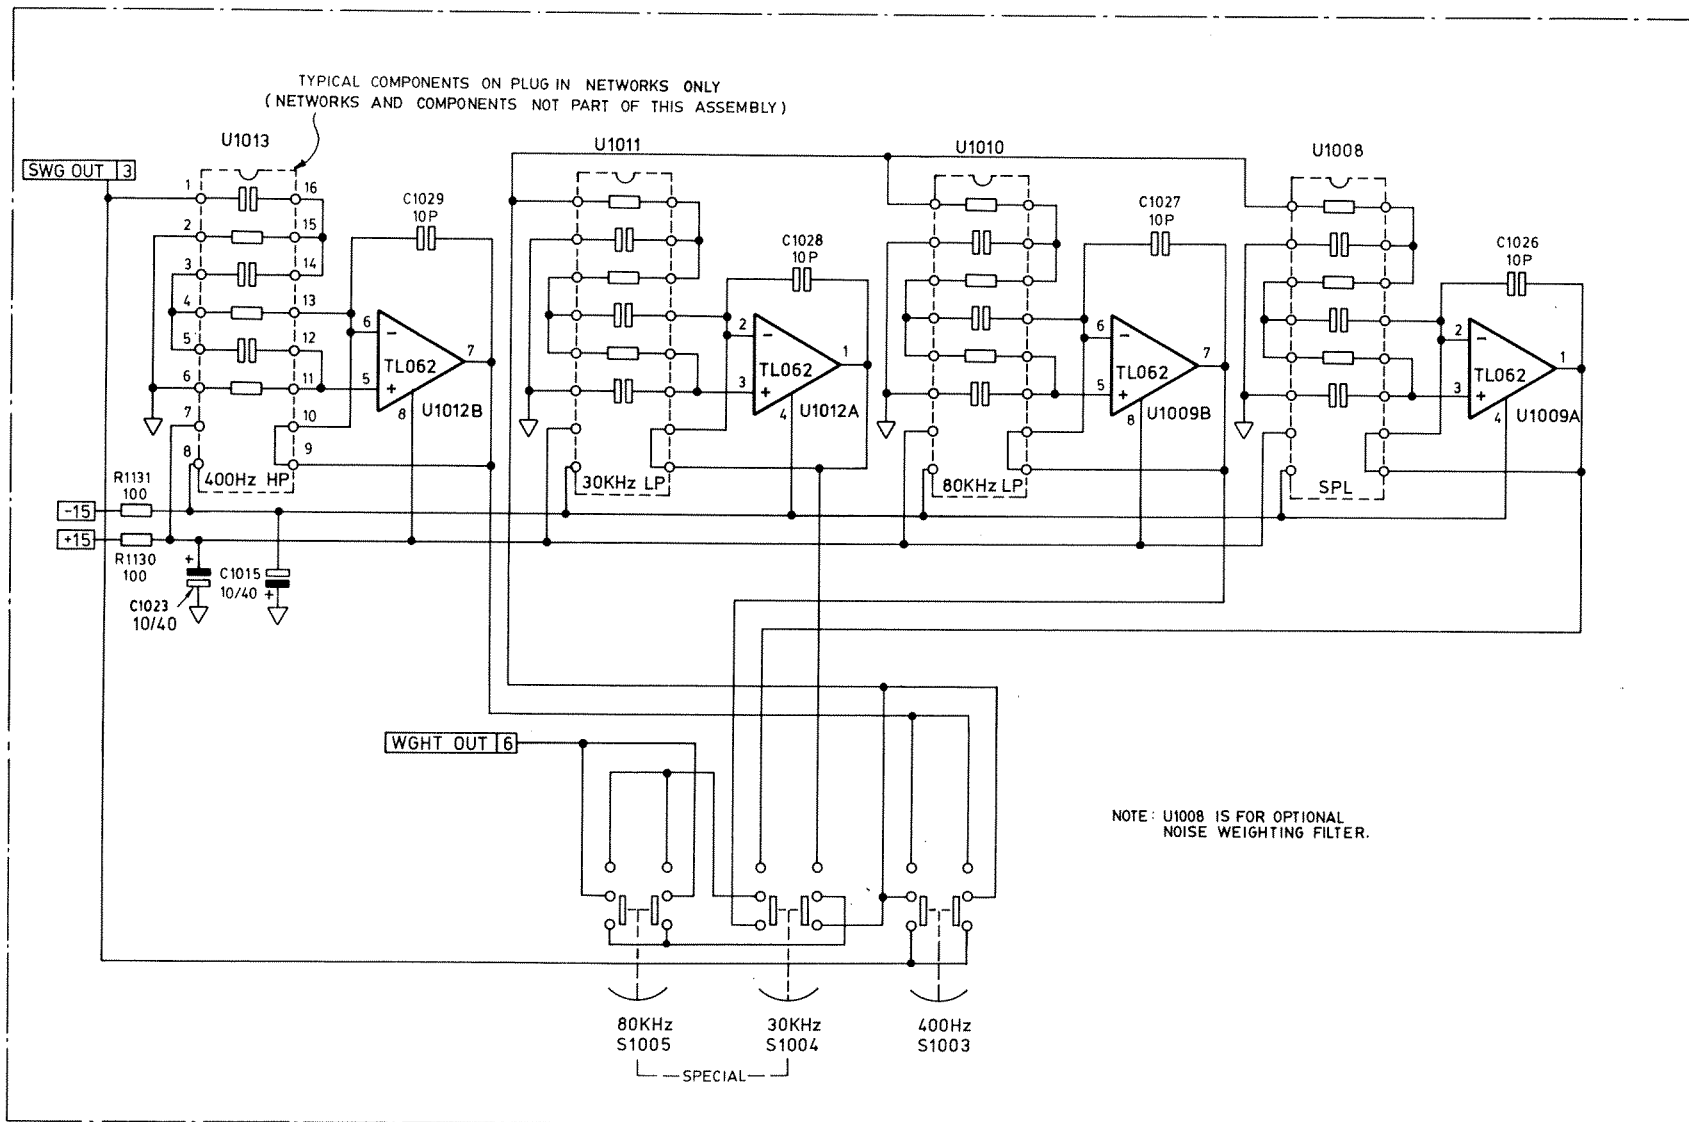 TYPICAL COMPONENTS ON PLUG IN NETWORKS ONLY
(NETWORKS AND COMPONENTS NOT PART OF THIS ASSEMBLY)
U1013
U1011
U1010
U1008
SWG OUT 3
1
16
2
15
3
14
4
13
5
12
6
11
7
10
8
9
400Hz HP
C1029
10P
6
−
5
+
7
TL062
8
U1012B
30KHz LP
C1028
10P
2
−
3
+
1
TL062
4
U1012A
80KHz LP
C1027
10P
6
−
5
+
7
TL062
8
U1009B
SPL
C1026
10P
2
−
3
+
1
TL062
4
U1009A
R1131
100
-15
+15
R1130
100
+
C1023
10/40
C1015
10/40
+
WGHT OUT 6
NOTE: U1008 IS FOR OPTIONAL
NOISE WEIGHTING FILTER.
80KHz
S1005
30KHz
S1004
400Hz
S1003
SPECIAL